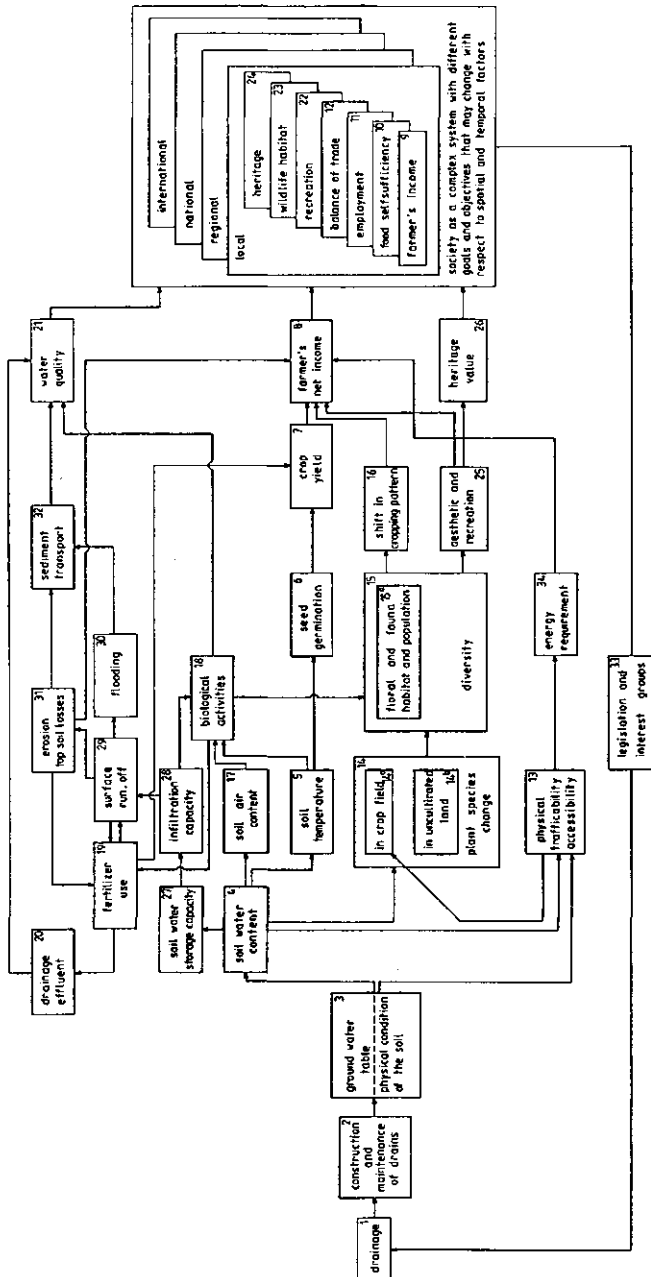 1
drainage
2
construction
and
maintenance
of drains
3
ground water
table
physical condition
of the soil
20
drainage
effluent
19
fertilizer
use
27
soil water
storage capacity
4
soil water
content
31
erosion
top soil losses
29
surface
run.off
28
infiltration
capacity
17
soil air
content
5
soil
temperature
14
in crop field
14a
in uncultirated
land
14b
plant species
change
13
physical
trafficability
accessibility
30
flooding
18
biological
activities
6
seed
germination
15
floral and fauna
15a
habitat and population
diversity
32
sediment
transport
16
shift in
cropping pattern
aesthetic and
recreation
25
34
energy
requirement
33
legislation and
interest groups
21
water
quality
7
crop
yield
8
farmer's
net income
26
heritage
value
international
national
regional
local
24
heritage
23
wildlife habitat
22
recreation
12
balance of trade
11
employment
10
food selfsufficiency
9
farmer's income
society as a complex system with different
goals and objectives that may change with
respect to spatial and temporal factors